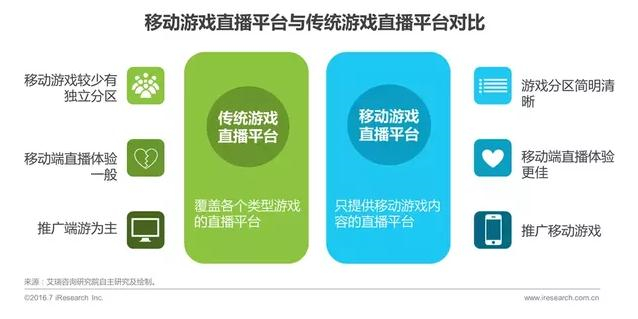 移动游戏直播平台与传统游戏直播平台对比
移动游戏较少有
独立分区
移动端直播体验
一般
推广端游为主
传统游戏
直播平台
覆盖各个类型游戏
的直播平台
移动游戏
直播平台
只提供移动游戏内
容的直播平台
游戏分区简明清
晰
移动端直播体验
更佳
推广移动游戏
来源：艾瑞咨询研究院自主研究及绘制。
©2016.7 iResearch Inc.
www.iresearch.com.cn